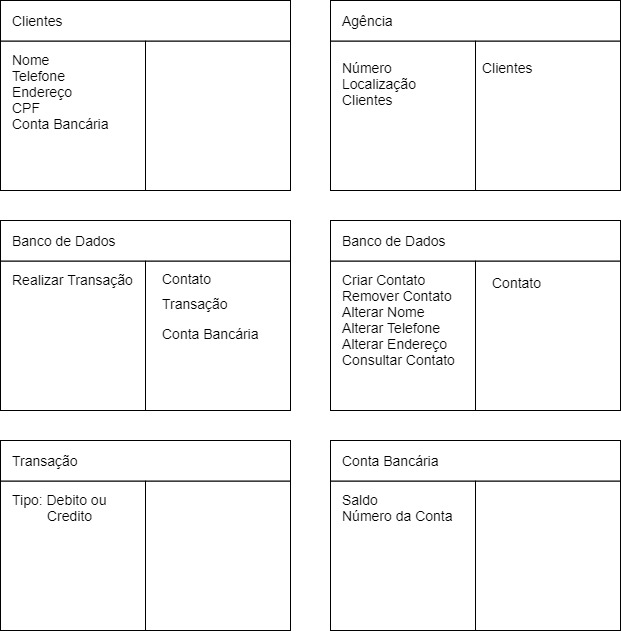 Clientes
Nome
Telefone
Endereço
CPF
Conta Bancária
Agência
Número
Localização
Clientes
Clientes
Banco de Dados
Realizar Transação
Contato
Transação
Conta Bancária
Banco de Dados
Criar Contato
Remover Contato
Alterar Nome
Alterar Telefone
Alterar Endereço
Consultar Contato
Contato
Transação
Tipo: Debito ou
Credito
Conta Bancária
Saldo
Número da Conta